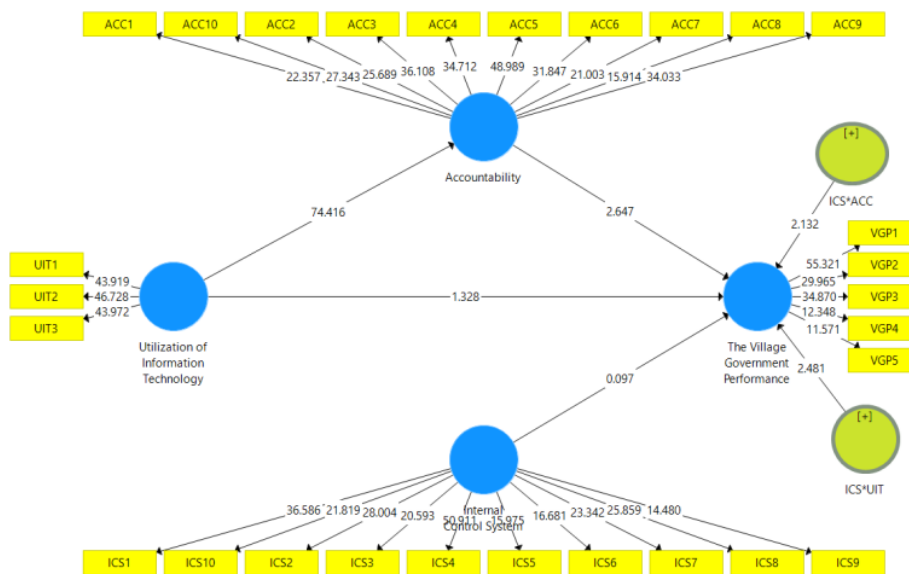 ACC1 ACC10 ACC2 ACC3 ACC4 ACC5 ACC6 ACC7 ACC8 ACC9
22.357 27.343 25.689 36.108 34.712 48.989 31.847 21.003 15.914 34.033
[+]
Accountability
ICS*ACC
74.416
2.647
2.132
VGP1
UIT1
43.919
55.321
VGP2
29.965
UIT2
46.728
1.328
34.870
VGP3
UIT3
43.972
12.348
VGP4
11.571
Utilization of
Information
Technology
The Village
Government
Performance
VGP5
2.481
0.097
[+]
ICS*UIT
Internal
Control System
36.586 21.819 28.004 20.593 50.911 15.975 16.681 23.342 25.859 14.480
ICS1 ICS10 ICS2 ICS3 ICS4 ICS5 ICS6 ICS7 ICS8 ICS9